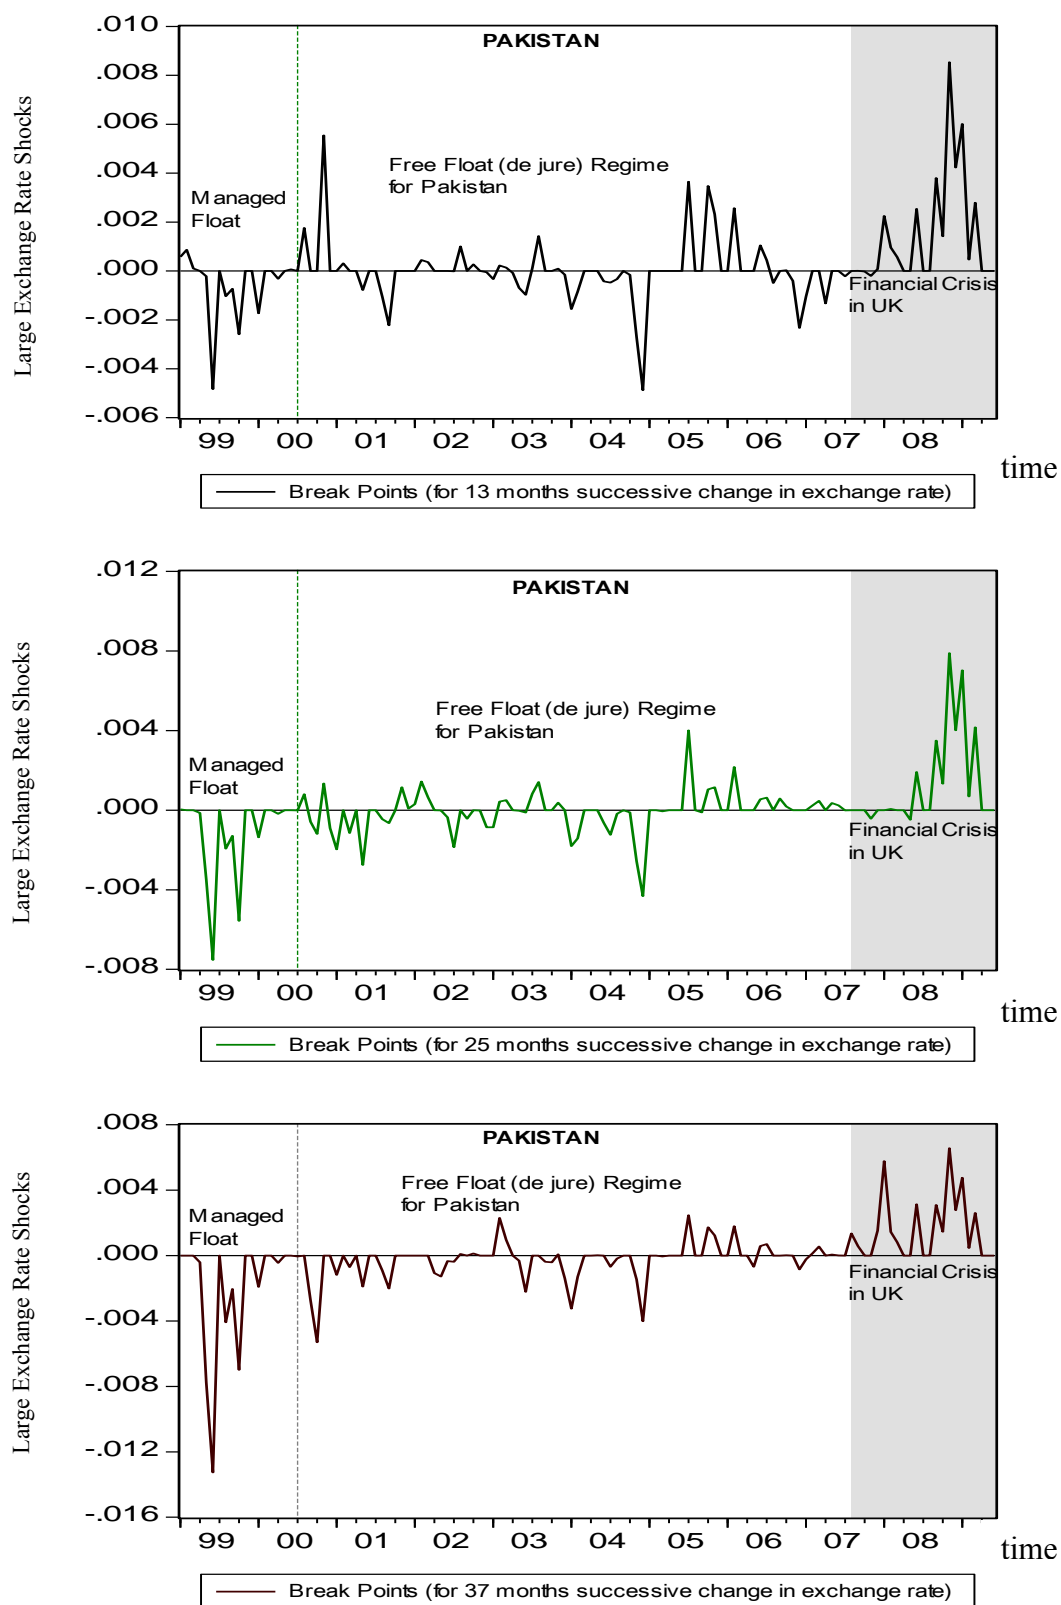 Large Exchange Rate Shocks
.010
.008
.006
.004
.002
.000
-.002
-.004
-.006
PAKISTAN
Managed
Float
Free Float (de jure) Regime
for Pakistan
Financial Crisis
in UK
99 00 01 02 03 04 05 06 07 08
time
Break Points (for 13 months successive change in exchange rate)
Large Exchange Rate Shocks
.012
.008
.004
.000
-.004
-.008
PAKISTAN
Managed
Float
Free Float (de jure) Regime
for Pakistan
Financial Crisis
in UK
99 00 01 02 03 04 05 06 07 08
time
Break Points (for 25 months successive change in exchange rate)
Large Exchange Rate Shocks
.008
.004
.000
-.004
-.008
-.012
-.016
PAKISTAN
Managed
Float
Free Float (de jure) Regime
for Pakistan
Financial Crisis
in UK
99 00 01 02 03 04 05 06 07 08
time
Break Points (for 37 months successive change in exchange rate)